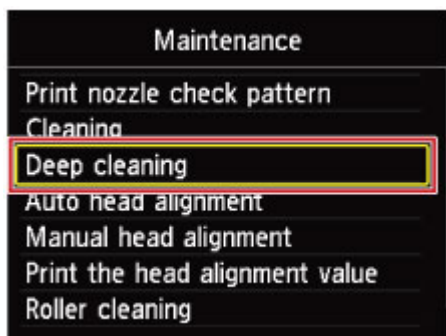 Maintenance
Print nozzle check pattern
Cleaning
Deep cleaning
Auto head alignment
Manual head alignment
Print the head alignment value
Roller cleaning